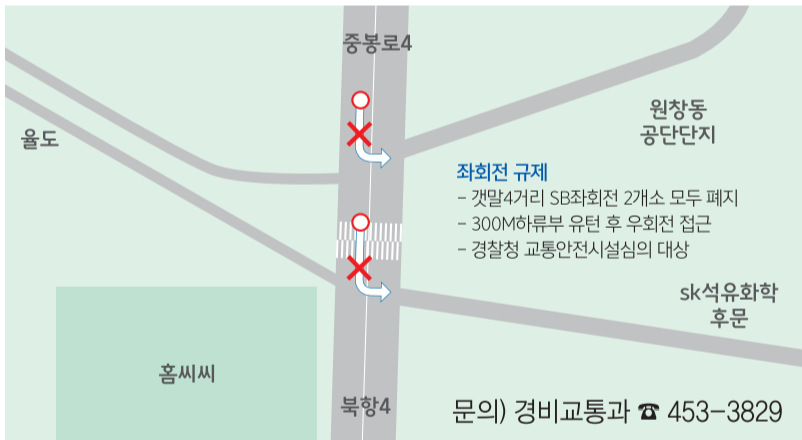 중봉로4
율도
원창동
공단단지
좌회전 규제
- 갯말4거리 SB좌회전 2개소 모두 폐지
- 300M하류부 유턴 후 우회전 접근
- 경찰청 교통안전시설심의 대상
sk석유화학
후문
홈씨씨
북항4
문의) 경비교통과 ☎ 453-3829